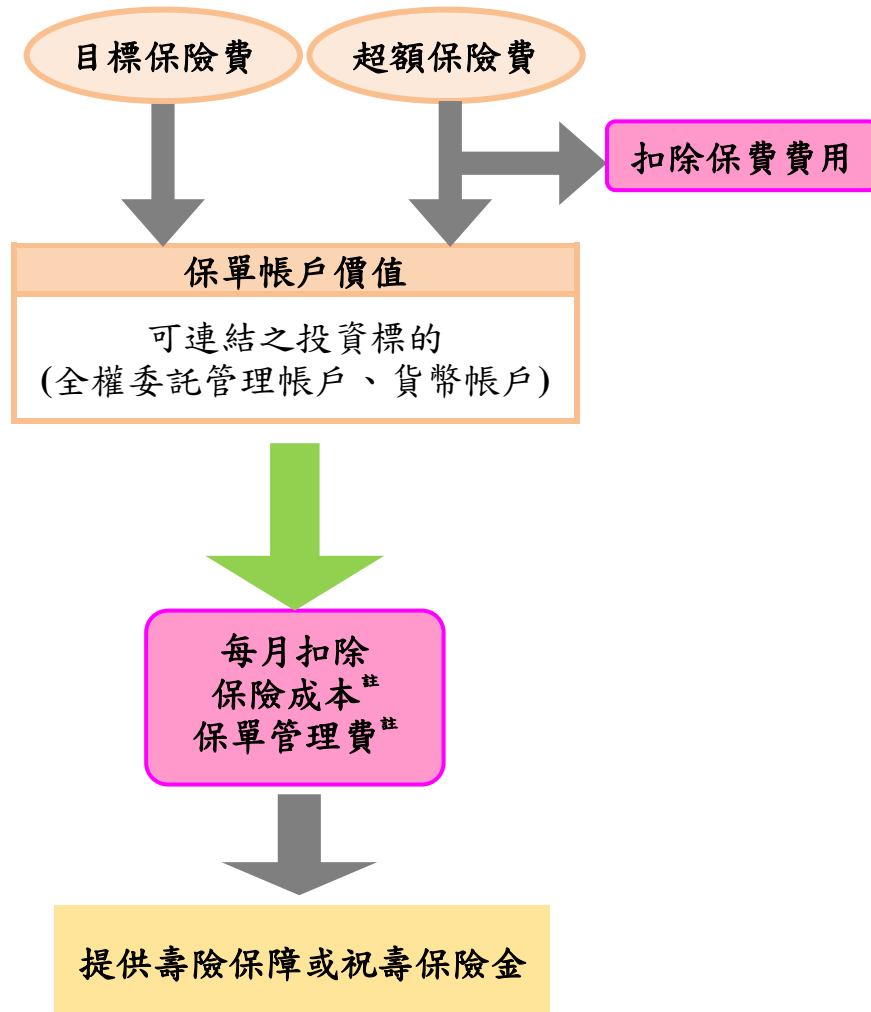 目標保險費
超額保險費
扣除保費費用
保單帳戶價值
可連結之投資標的
(全權委託管理帳戶、貨幣帳戶)
每月扣除
保險成本註
保單管理費註
提供壽險保障或祝壽保險金